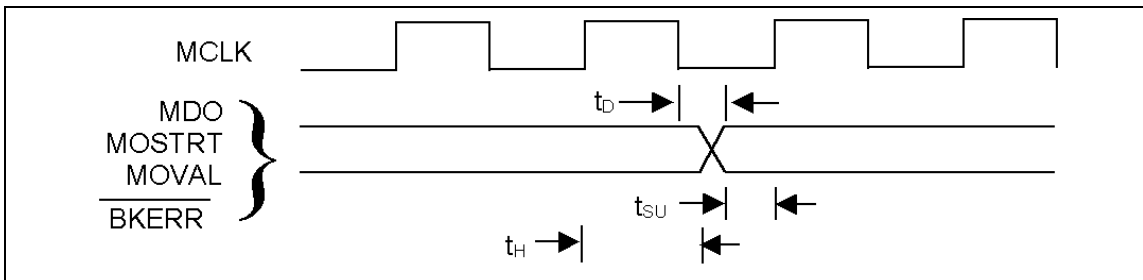 MCLK
MDO
MOSTRT
MOVAL
BKERR
tD
tSU
tH